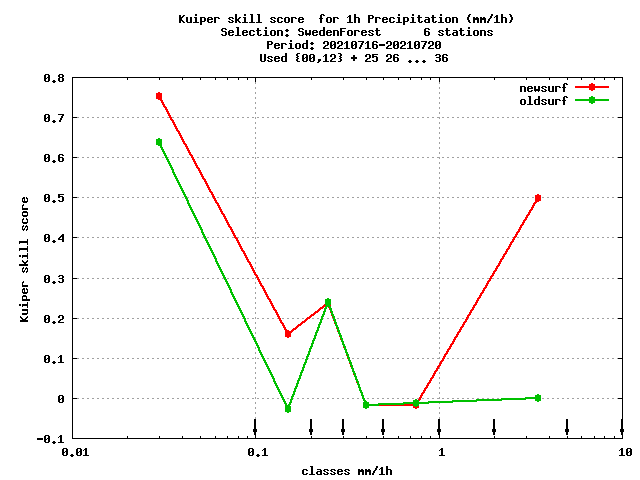 Kuiper skill score  for 1h Precipitation (mm/1h)
Selection: SwedenForest      6 stations
Period: 20210716-20210720
Used {00,12} + 25 26 ... 36
newsurf
oldsurf
Kuiper skill score
0.8
0.7
0.6
0.5
0.4
0.3
0.2
0.1
0
-0.1
0.01
0.1
1
10
classes mm/1h